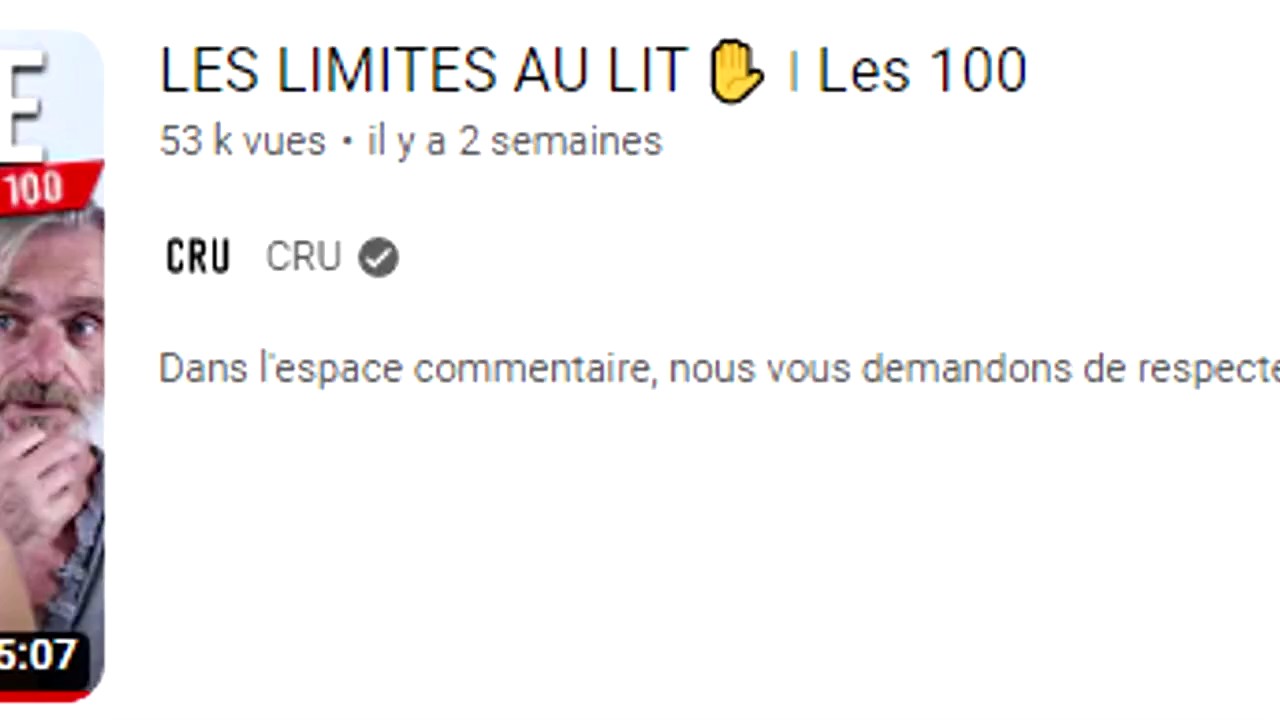 E
100
LES LIMITES AU LIT ✋ I Les 100
53 k vues • il y a 2 semaines
CRU CRU
Dans l'espace commentaire, nous vous demandons de respecte
5:07